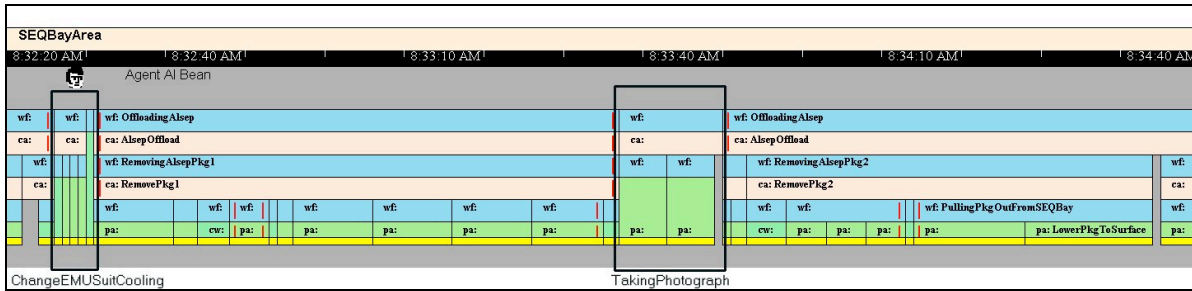 SEQBayArea
8:32:20 AM 8:32:40 AM 8:33:10 AM 8:33:40 AM 8:34:10 AM 8:34:40 AM
Agent Al Bean
wf: wf: wf: OffloadingAlsep wf: wf: OffloadingAlsep
ca: ca: ca: AlsepOffload ca: ca: AlsepOffload
wf: wf: RemovingAlsepPkg1 wf: wf: wf: RemovingAlsepPkg2 wf:
ca: ca: RemovePkg1 ca: RemovePkg2 ca:
wf: wf: wf: wf: wf: wf: wf: wf: wf: wf: PullingPkgOutFromSEQBay wf:
pa: cw: pa: pa: pa: pa: pa: pa: pa: cw: pa: pa: pa: pa: pa: LowerPkgToSurface pa:
ChangeEMUSuitCooling TakingPhotograph